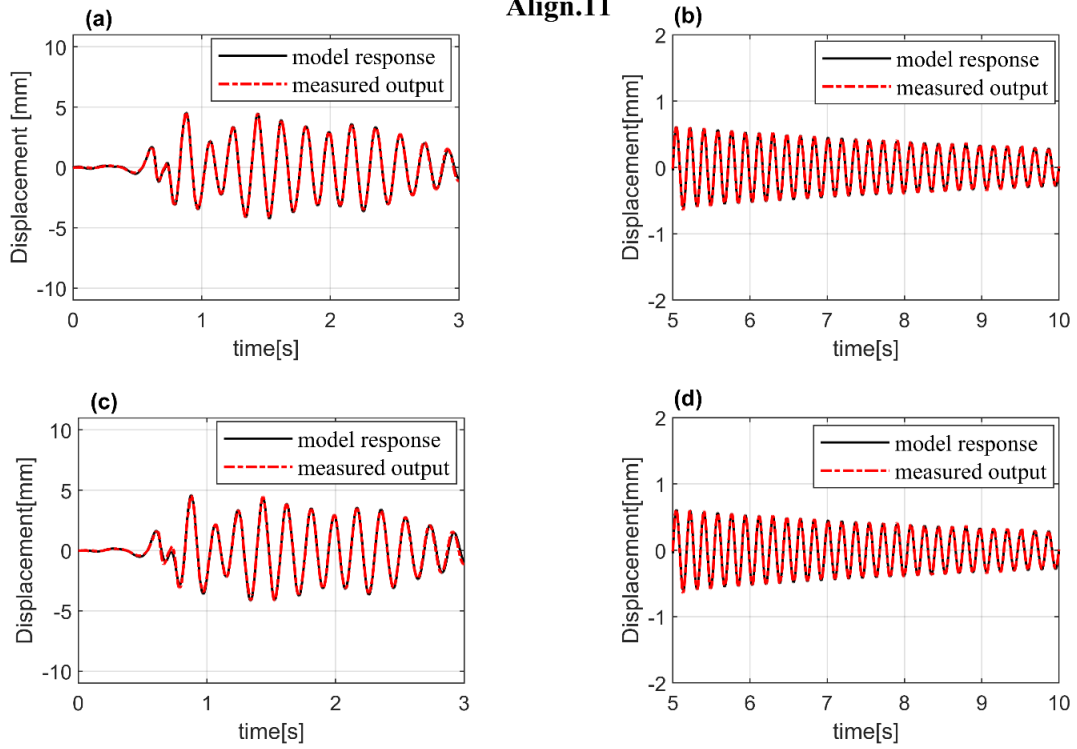 Align.11
(a)
model response
measured output
Displacement [mm]
10
5
0
-5
-10
0 1 2 3
time[s]
(b)
model response
measured output
Displacement[mm]
2
1
0
-1
-2
5 6 7 8 9 10
time[s]
(c)
model response
measured output
Displacement[mm]
10
5
0
-5
-10
0 1 2 3
time[s]
(d)
model response
measured output
Displacement[mm]
2
1
0
-1
-2
5 6 7 8 9 10
time[s]